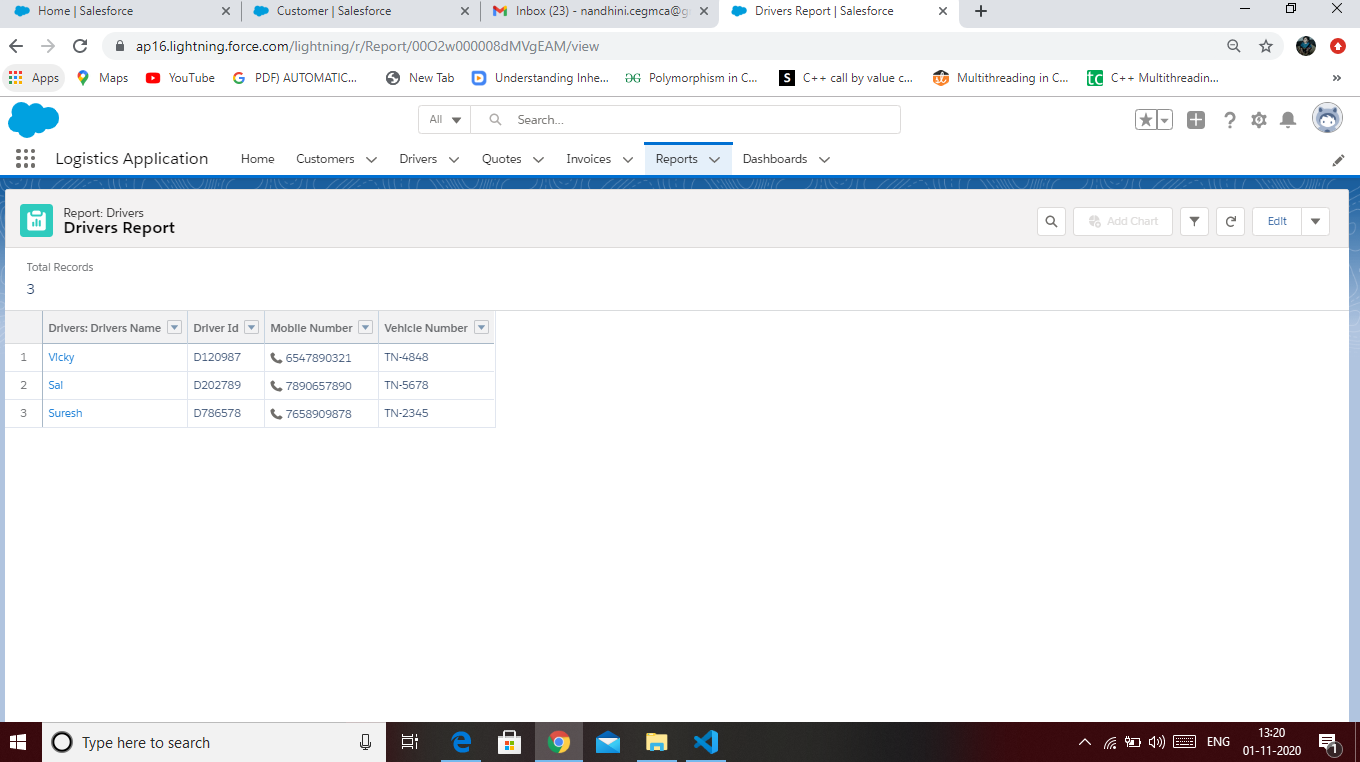 Home | Salesforce
Customer | Salesforce
Inbox (23) - nandhini.cegmca@g
Drivers Report | Salesforce
ap16.lightning.force.com/lightning/r/Report/00O2w000008dMVgEAM/view
Apps
Maps
YouTube
PDF) AUTOMATIC...
New Tab
Understanding Inhe...
Polymorphism in C...
S
C++ call by value c...
Multithreading in C...
tc
C++ Multithreadin...
»
All
Search...
Logistics Application
Home
Customers
Drivers
Quotes
Invoices
Reports
Dashboards
Report: Drivers
Drivers Report
Add Chart
Edit
Total Records
3
Drivers: Drivers Name Driver Id Mobile Number Vehicle Number
1 Vicky D120987 6547890321 TN-4848
2 Sai D202789 7890657890 TN-5678
3 Suresh D786578 7658909878 TN-2345
Type here to search
ENG
13:20
01-11-2020
1